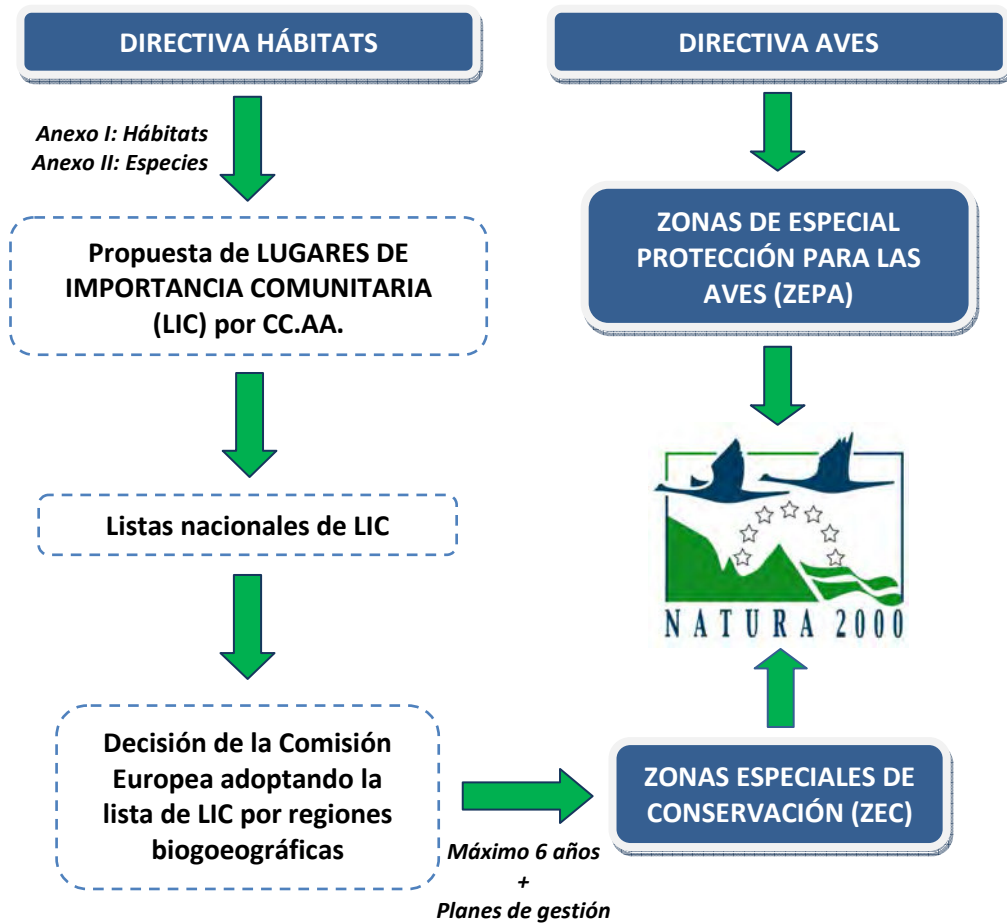 DIRECTIVA HÁBITATS
DIRECTIVA AVES
Anexo I: Hábitats
Anexo II: Especies
Propuesta de LUGARES DE
IMPORTANCIA COMUNITARIA
(LIC) por CC.AA.
ZONAS DE ESPECIAL
PROTECCIÓN PARA LAS
AVES (ZEPA)
Listas nacionales de LIC
NATURA 2000
Decisión de la Comisión
Europea adoptando la
lista de LIC por regiones
biogoeográficas
Máximo 6 años
+
Planes de gestión
ZONAS ESPECIALES DE
CONSERVACIÓN (ZEC)